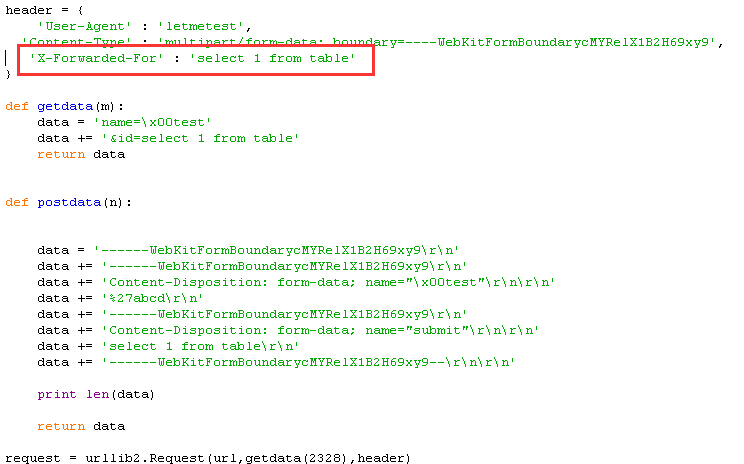 header = {
'User-Agent' : 'letmetest',
'Content-Type' : 'multipart/form-data; boundary=----WebKitFormBoundarycMYRelX1B2H69xy9',
'X-Forwarded-For' : 'select 1 from table'
}
def getdata(m):
data = 'name=\x00test'
data += '&id=select 1 from table'
return data
def postdata(n):
data = '------WebKitFormBoundarycMYRelX1B2H69xy9\r\n'
data += '------WebKitFormBoundarycMYRelX1B2H69xy9\r\n'
data += 'Content-Disposition: form-data; name="\x00test"\r\n\r\n'
data += '%27abcd\r\n'
data += '------WebKitFormBoundarycMYRelX1B2H69xy9\r\n'
data += 'Content-Disposition: form-data; name="submit"\r\n\r\n'
data += 'select 1 from table\r\n'
data += '------WebKitFormBoundarycMYRelX1B2H69xy9--\r\n\r\n'
print len(data)
return data
request = urllib2.Request(url,getdata(2328),header)